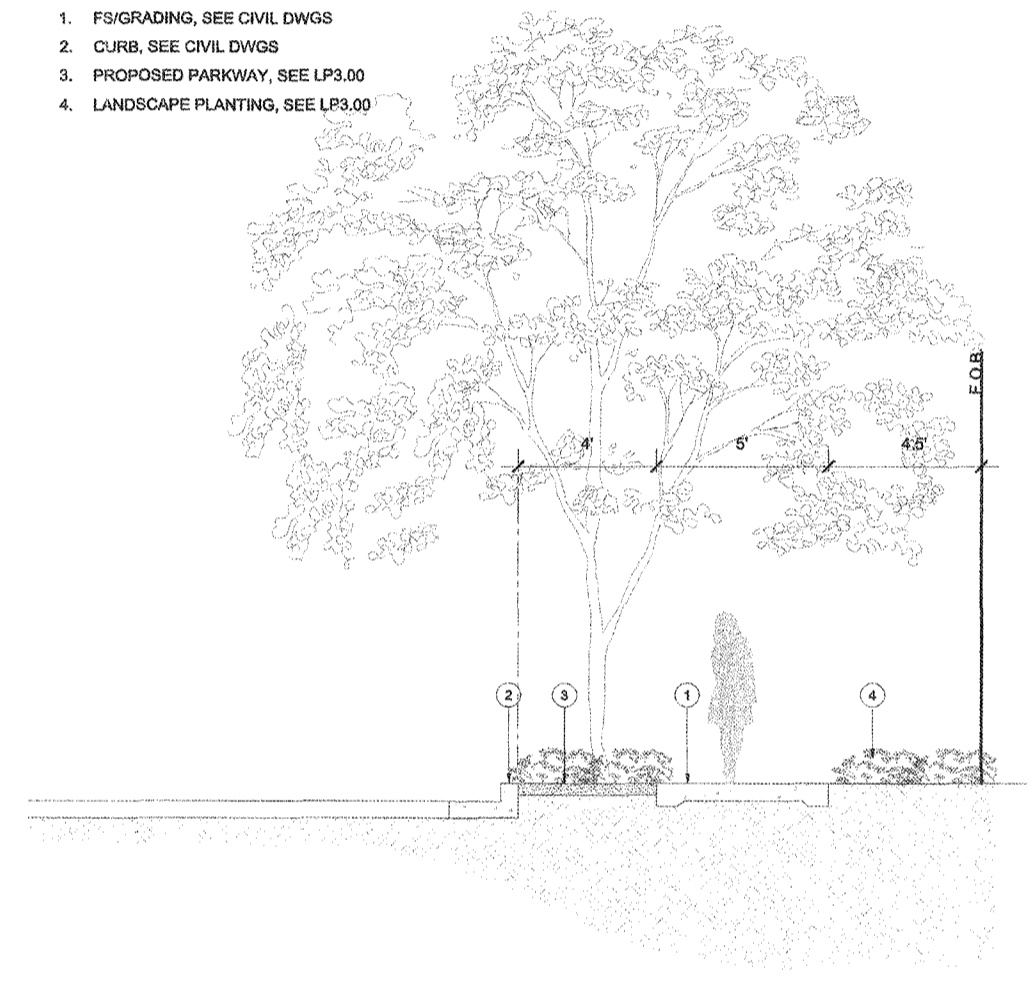 1. FS/GRADING, SEE CIVIL DWGS
2. CURB, SEE CIVIL DWGS
3. PROPOSED PARKWAY, SEE LP3.00
4. LANDSCAPE PLANTING, SEE LP3.00
F.O.B.
4' 5' 4.5'
2 3 1 4